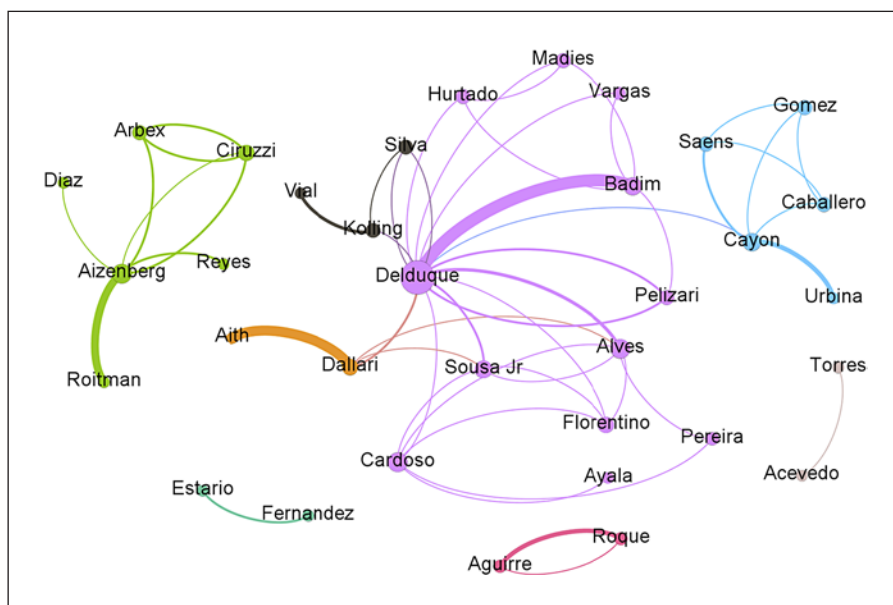 Madies
Vargas
Hurtado
Gomez
Arbex
Saens
Ciruzzi
Silva
Diaz
Badim
Vial
Caballero
Kolling
Cayon
Reyes
Aizenberg
Delduque
Pelizari
Urbina
Aith
Alves
Dallari
Sousa Jr
Torres
Roitman
Florentino
Pereira
Cardoso
Ayala
Acevedo
Estario
Fernandez
Roque
Aguirre